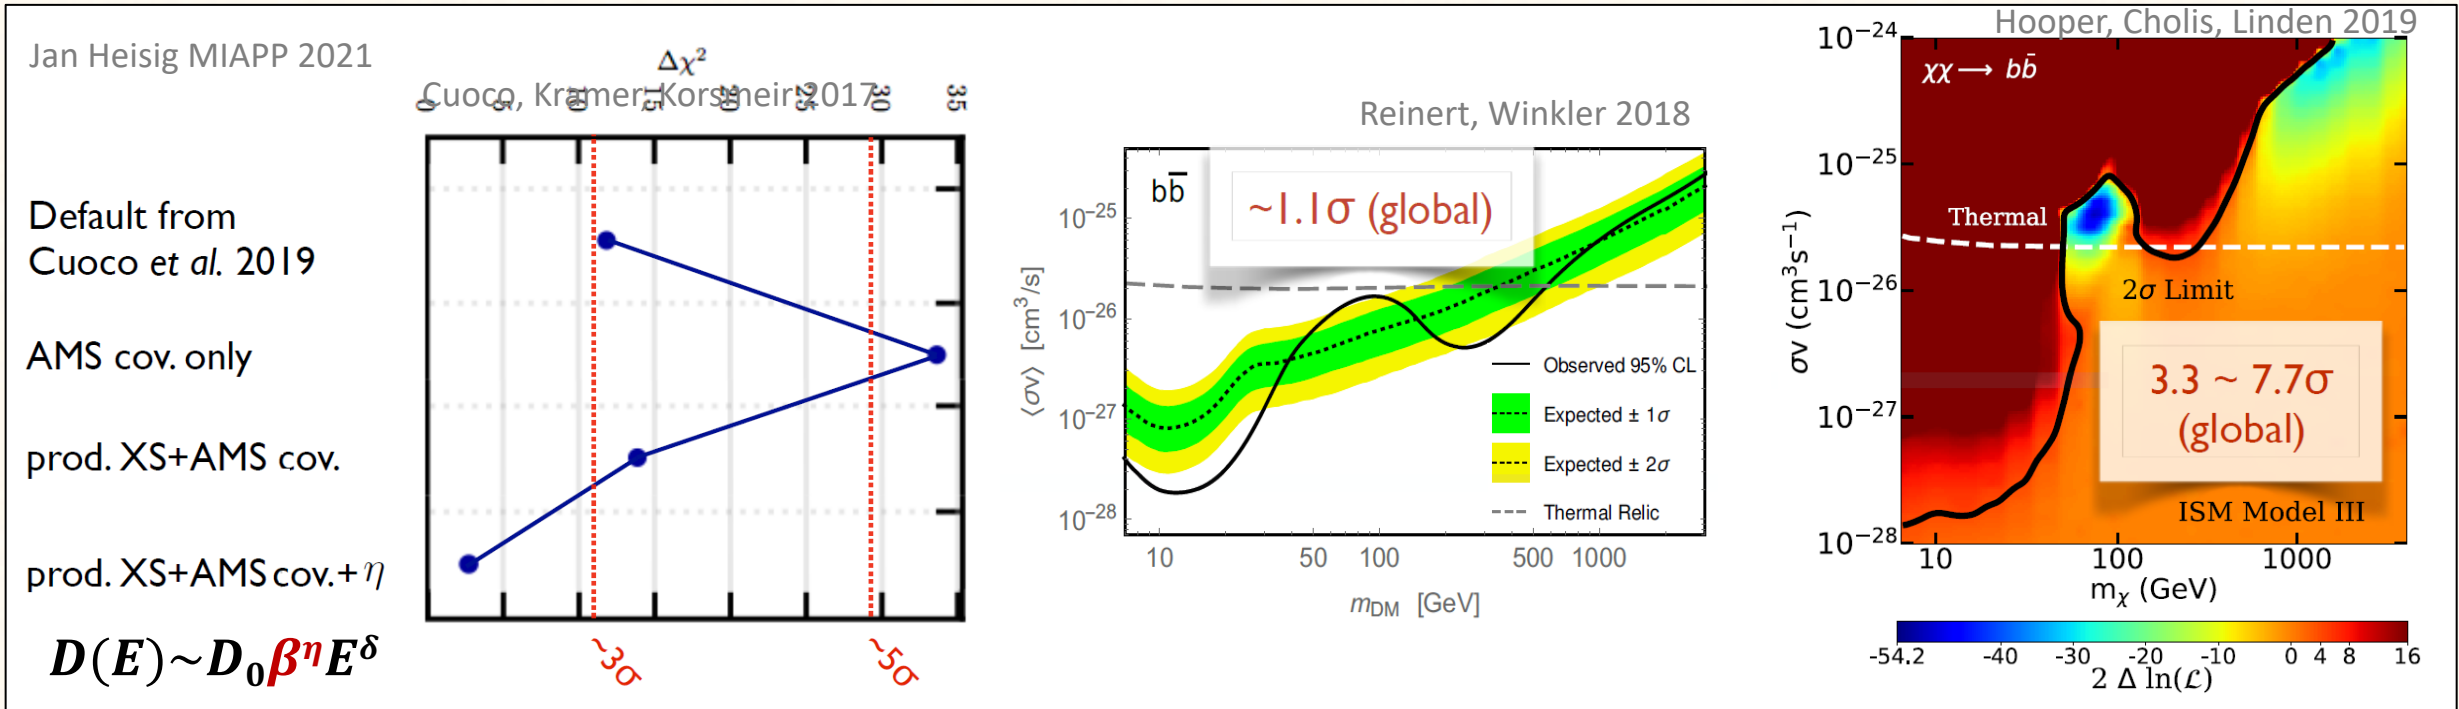 Jan Heisig MIAPP 2021
Δχ²
Cuoco, Kramer, Korsmeir 2017
0 5 10 15 20 25 30 35
Default from
Cuoco et al. 2019
AMS cov. only
prod. XS+AMS cov.
prod. XS+AMS cov.+ η
D(E)~D₀β^η E^δ
~3σ
~5σ
Reinert, Winkler 2018
bb̄
~1.1σ (global)
⟨σv⟩ [cm³/s]
10⁻²⁵
10⁻²⁶
10⁻²⁷
10⁻²⁸
Observed 95% CL
Expected ± 1σ
Expected ± 2σ
Thermal Relic
10 50 100 500 1000
m_DM [GeV]
Hooper, Cholis, Linden 2019
χχ → bb̄
σv (cm³s⁻¹)
10⁻²⁴
10⁻²⁵
10⁻²⁶
10⁻²⁷
10⁻²⁸
Thermal
2σ Limit
3.3 ~ 7.7σ
(global)
ISM Model III
10 100 1000
m_χ (GeV)
-54.2 -40 -30 -20 -10 0 4 8 16
2 Δ ln(ℒ)